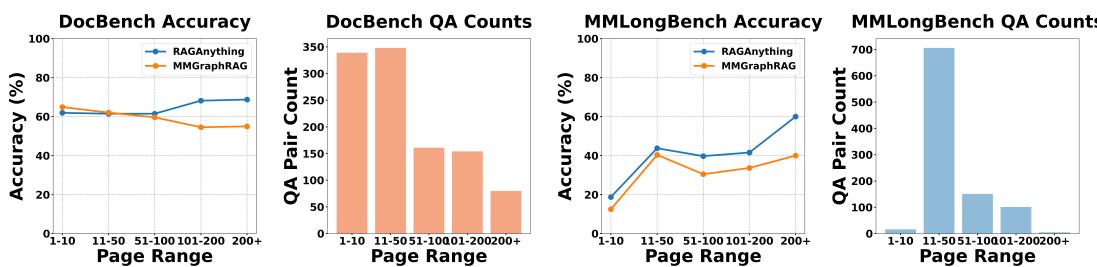 DocBench Accuracy
Accuracy (%)
100
80
60
40
20
0
RAGAnything
MMGraphRAG
1-10 11-50 51-100 101-200 200+
Page Range
DocBench QA Counts
QA Pair Count
350
300
250
200
150
100
50
0
1-10 11-50 51-100 101-200 200+
Page Range
MMLongBench Accuracy
Accuracy (%)
100
80
60
40
20
0
RAGAnything
MMGraphRAG
1-10 11-50 51-100 101-200 200+
Page Range
MMLongBench QA Counts
QA Pair Count
700
600
500
400
300
200
100
0
1-10 11-50 51-100 101-200 200+
Page Range